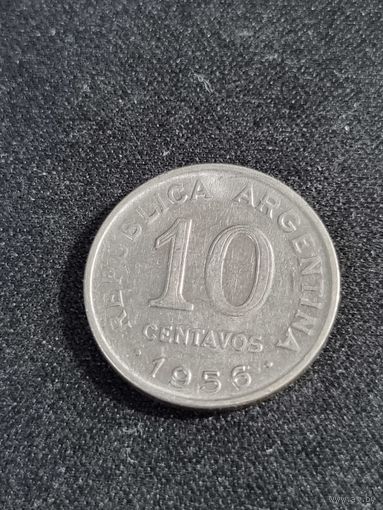 REPUBLICA ARGENTINA
10
CENTAVOS
· 1956 ·